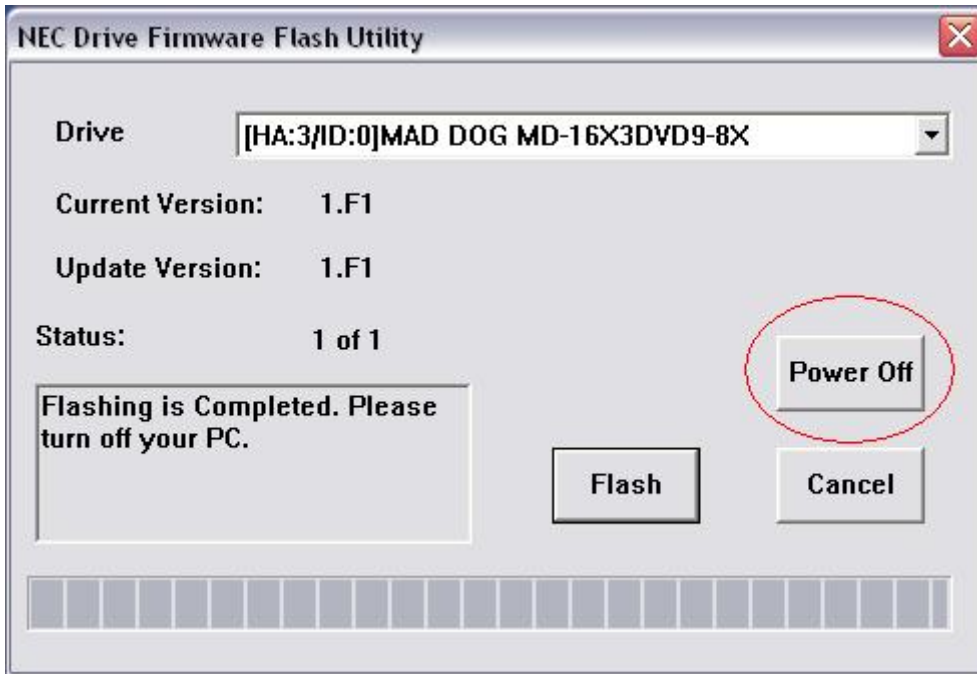 NEC Drive Firmware Flash Utility
Drive [HA:3/ID:0]MAD DOG MD-16X3DVD9-8X
Current Version: 1.F1
Update Version: 1.F1
Status: 1 of 1
Power Off
Flashing is Completed. Please
turn off your PC.
Flash Cancel